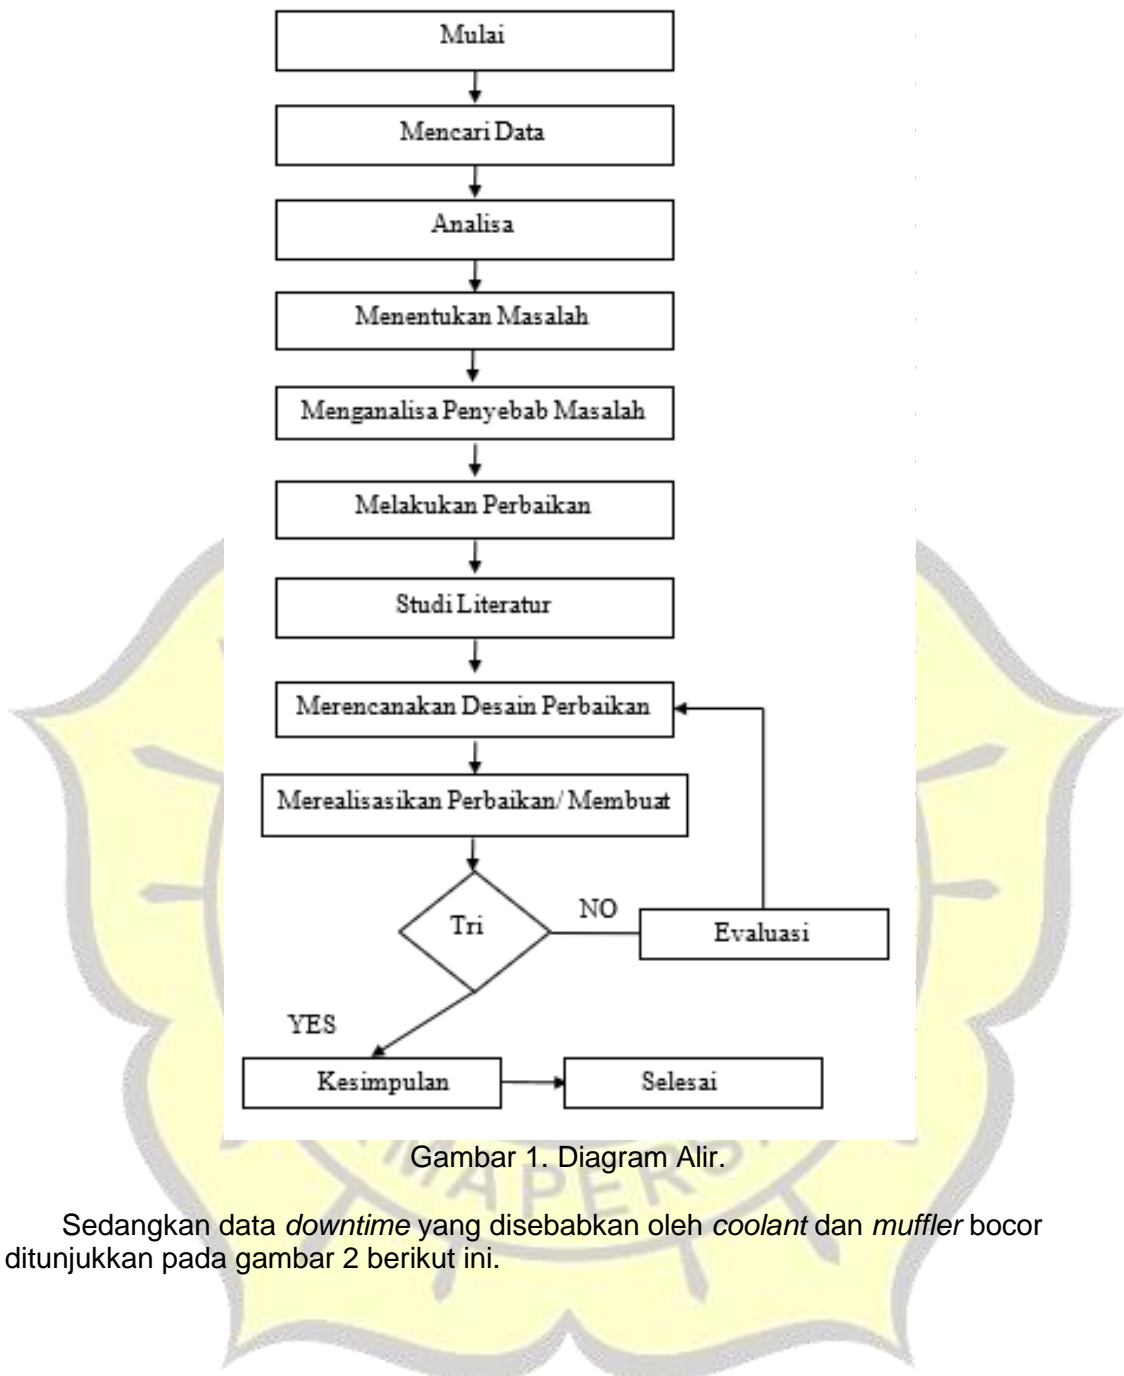 Mulai
Mencari Data
Analisa
Menentukan Masalah
Menganalisa Penyebab Masalah
Melakukan Perbaikan
Studi Literatur
Merencanakan Desain Perbaikan
Merealisasikan Perbaikan/ Membuat
Tri
NO
Evaluasi
YES
Kesimpulan
Selesai
Gambar 1. Diagram Alir.
Sedangkan data downtime yang disebabkan oleh coolant dan muffler bocor
ditunjukkan pada gambar 2 berikut ini.